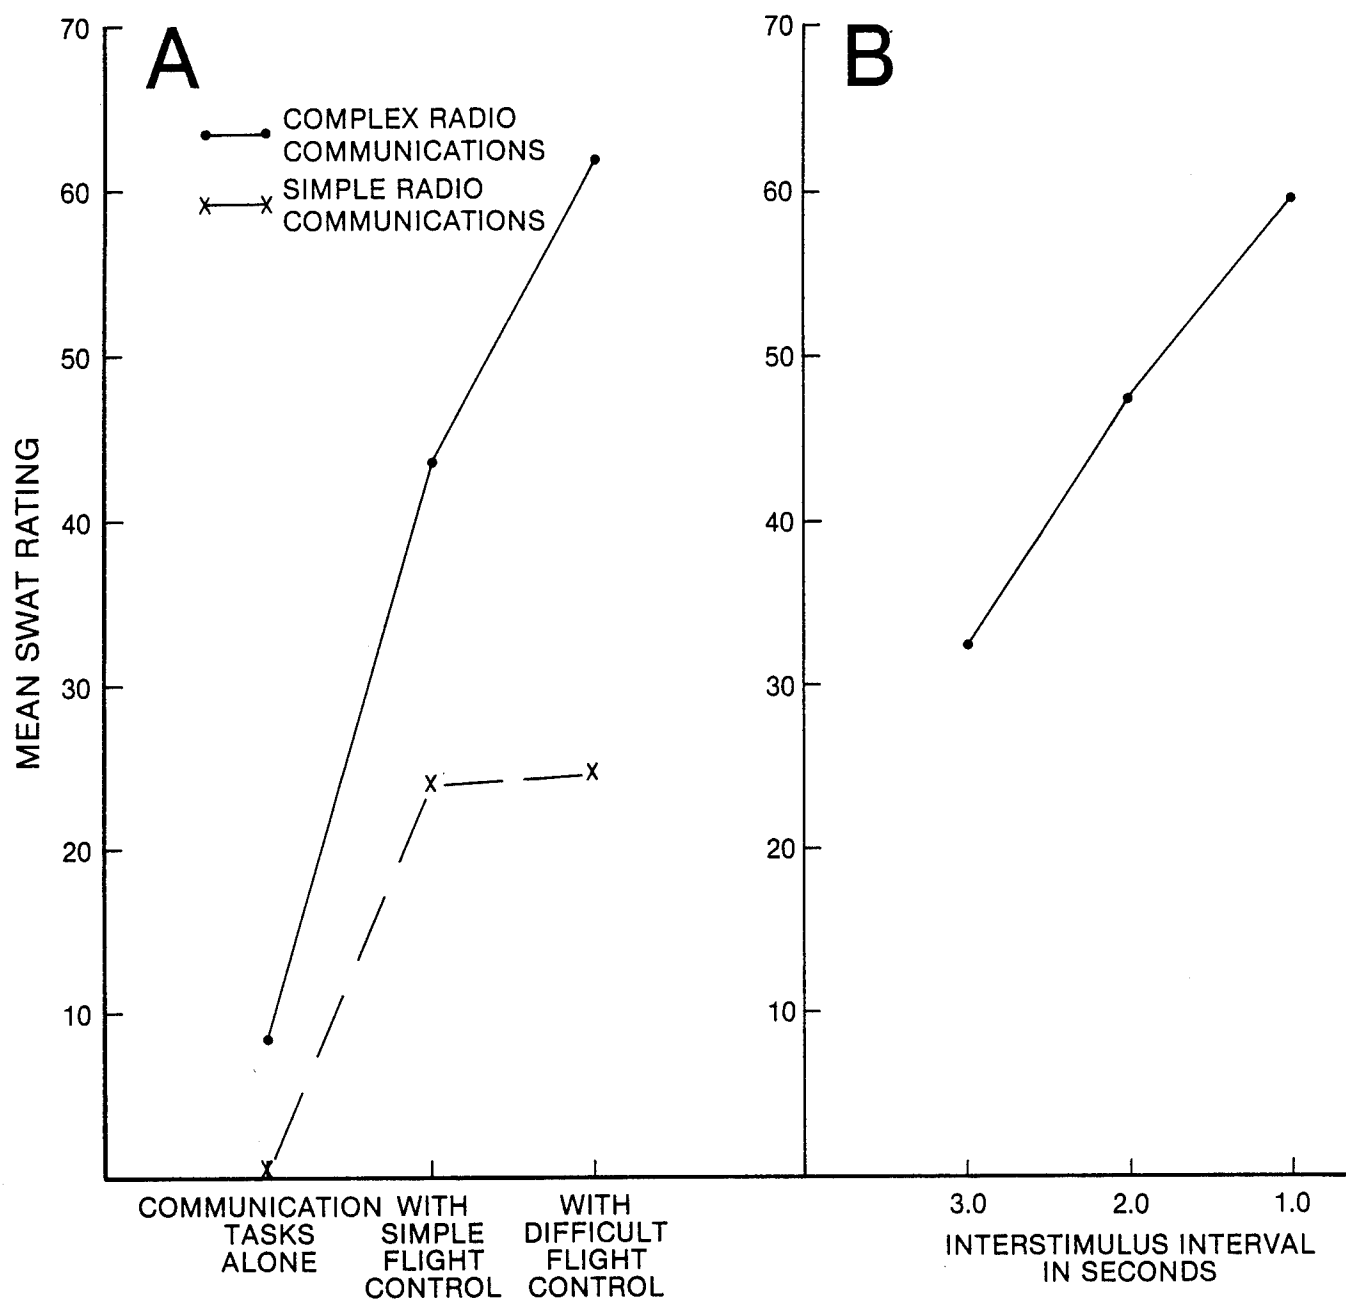 A
COMPLEX RADIO
COMMUNICATIONS
SIMPLE RADIO
COMMUNICATIONS
MEAN SWAT RATING
70
60
50
40
30
20
10
COMMUNICATION
TASKS
ALONE
WITH
SIMPLE
FLIGHT
CONTROL
WITH
DIFFICULT
FLIGHT
CONTROL
B
70
60
50
40
30
20
10
3.0
2.0
1.0
INTERSTIMULUS INTERVAL
IN SECONDS